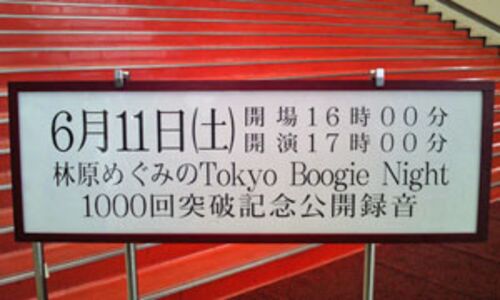 6月11日(土) 開場16時00分
開演17時00分
林原めぐみのTokyo Boogie Night
1000回突破記念公開録音